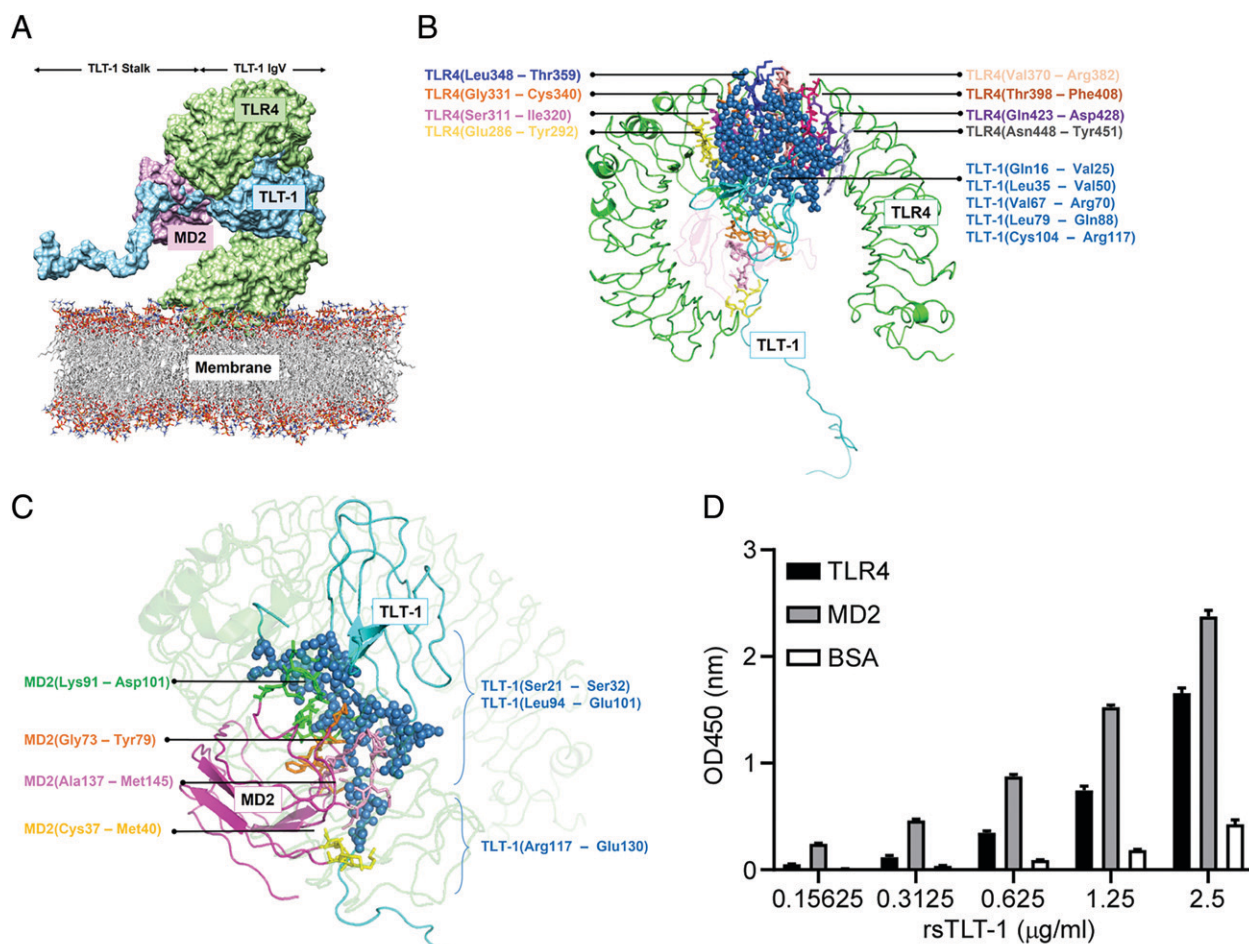 A
TLT-1 Stalk
TLT-1 IgV
TLR4
TLT-1
MD2
Membrane
B
TLR4(Leu348 – Thr359)
TLR4(Gly331 – Cys340)
TLR4(Ser311 – Ile320)
TLR4(Glu286 – Tyr292)
TLR4(Val370 – Arg382)
TLR4(Thr398 – Phe408)
TLR4(Gln423 – Asp428)
TLR4(Asn448 – Tyr451)
TLT-1(Gln16 – Val25)
TLT-1(Leu35 – Val50)
TLT-1(Val67 – Arg70)
TLT-1(Leu79 – Gln88)
TLT-1(Cys104 – Arg117)
TLR4
TLT-1
C
TLT-1
MD2(Lys91 – Asp101)
MD2(Gly73 – Tyr79)
MD2(Ala137 – Met145)
MD2(Cys37 – Met40)
MD2
TLT-1(Ser21 – Ser32)
TLT-1(Leu94 – Glu101)
TLT-1(Arg117 – Glu130)
D
TLR4
MD2
BSA
OD450 (nm)
3
2
1
0
0.15625 0.3125 0.625 1.25 2.5
rsTLT-1 (μg/ml)